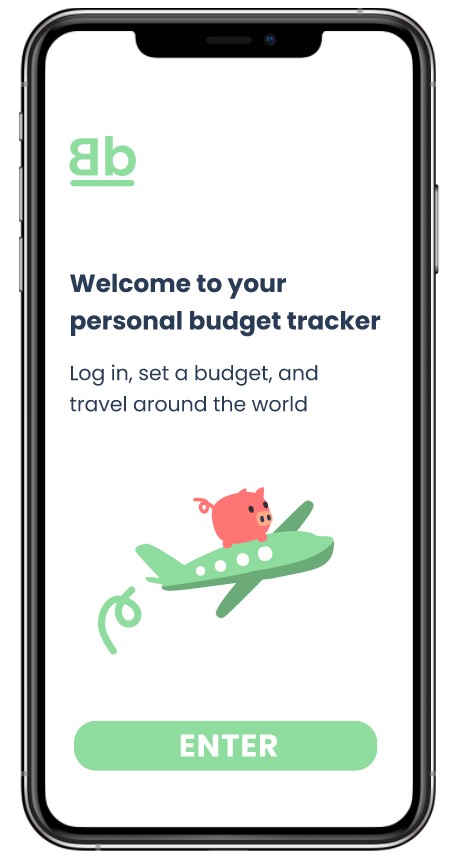 Bb
Welcome to your
personal budget tracker
Log in, set a budget, and
travel around the world
ENTER